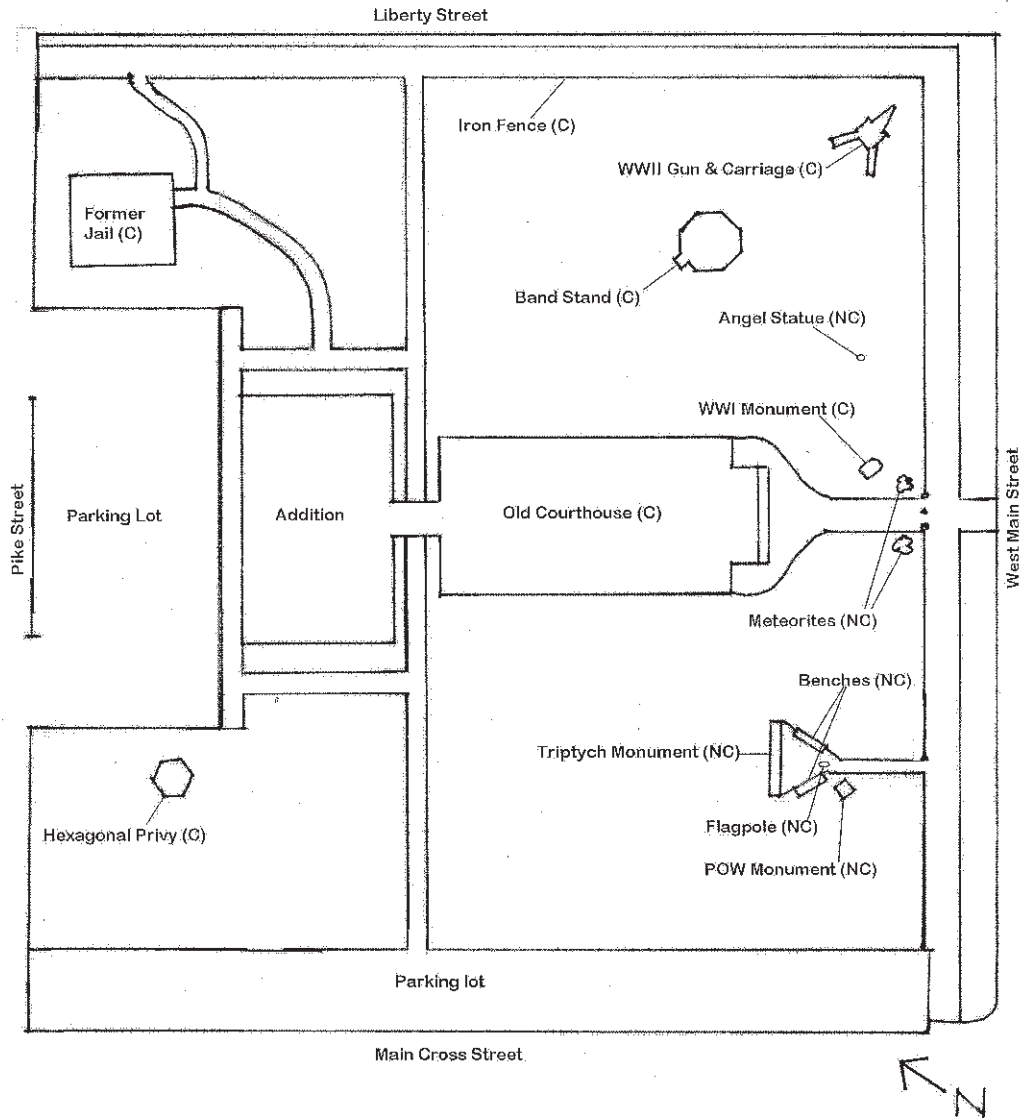 Liberty Street
Iron Fence (C)
WWII Gun & Carriage (C)
Former
Jail (C)
Band Stand (C)
Angel Statue (NC)
WWI Monument (C)
Pike Street
Parking Lot
Addition
Old Courthouse (C)
West Main Street
Meteorites (NC)
Benches (NC)
Triptych Monument (NC)
Flagpole (NC)
Hexagonal Privy (C)
POW Monument (NC)
Parking lot
Main Cross Street
N